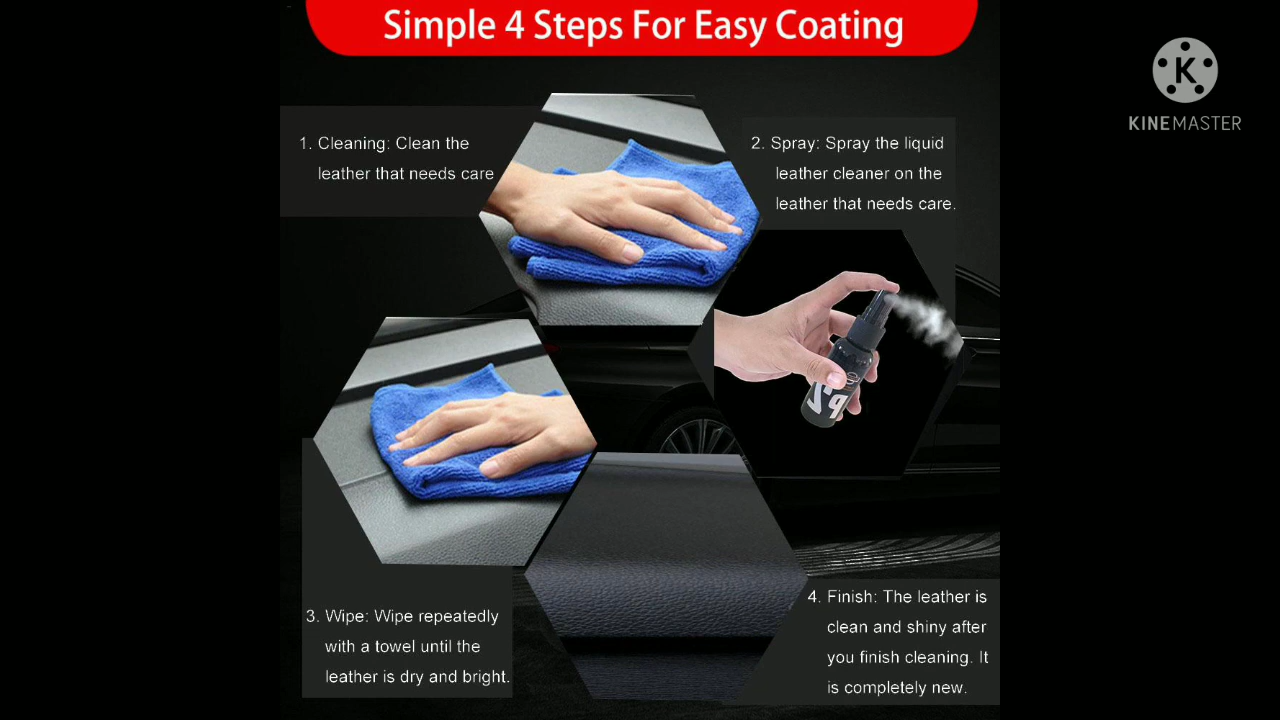 Simple 4 Steps For Easy Coating
KINEMASTER
1. Cleaning: Clean the
leather that needs care
2. Spray: Spray the liquid
leather cleaner on the
leather that needs care.
3. Wipe: Wipe repeatedly
with a towel until the
leather is dry and bright.
4. Finish: The leather is
clean and shiny after
you finish cleaning. It
is completely new.